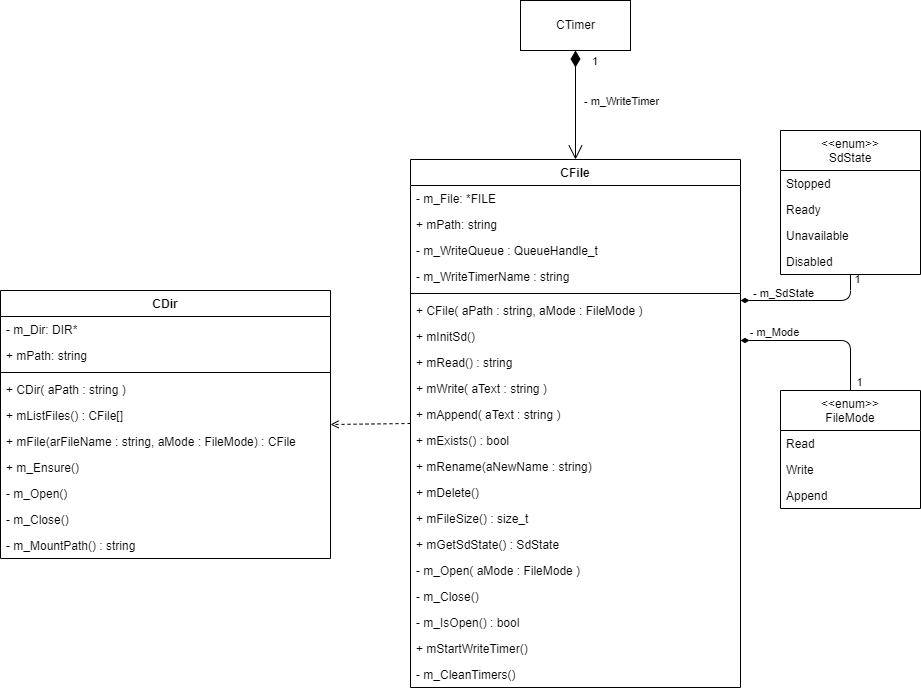 CTimer
1
- m_WriteTimer
CFile
- m_File: *FILE
+ mPath: string
- m_WriteQueue : QueueHandle_t
- m_WriteTimerName : string
+ CFile( aPath : string, aMode : FileMode )
+ mInitSd()
+ mRead() : string
+ mWrite( aText : string )
+ mAppend( aText : string )
+ mExists() : bool
+ mRename(aNewName : string)
+ mDelete()
+ mFileSize() : size_t
+ mGetSdState() : SdState
- m_Open( aMode : FileMode )
- m_Close()
- m_IsOpen() : bool
+ mStartWriteTimer()
- m_CleanTimers()
<<enum>>
SdState
Stopped
Ready
Unavailable
Disabled
1
- m_SdState
- m_Mode
1
<<enum>>
FileMode
Read
Write
Append
CDir
- m_Dir: DIR*
+ mPath: string
+ CDir( aPath : string )
+ mListFiles() : CFile[]
+ mFile(arFileName : string, aMode : FileMode) : CFile
+ m_Ensure()
- m_Open()
- m_Close()
- m_MountPath() : string